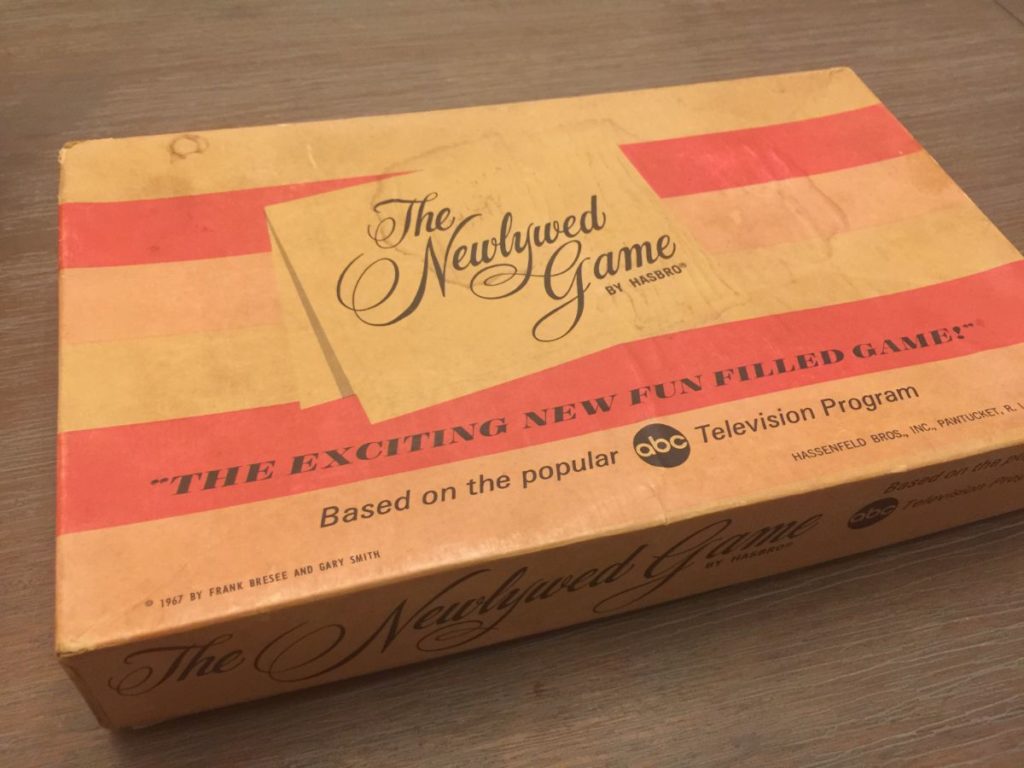 The
Newlywed
Game
BY HASBRO®
"THE EXCITING NEW FUN FILLED GAME!"
Based on the popular abc Television Program
HASSENFELD BROS., INC., PAWTUCKET, R. I.
© 1967 BY FRANK BRESEE AND GARY SMITH
The Newlywed Game
BY HASBRO®
Based on the
abc Television